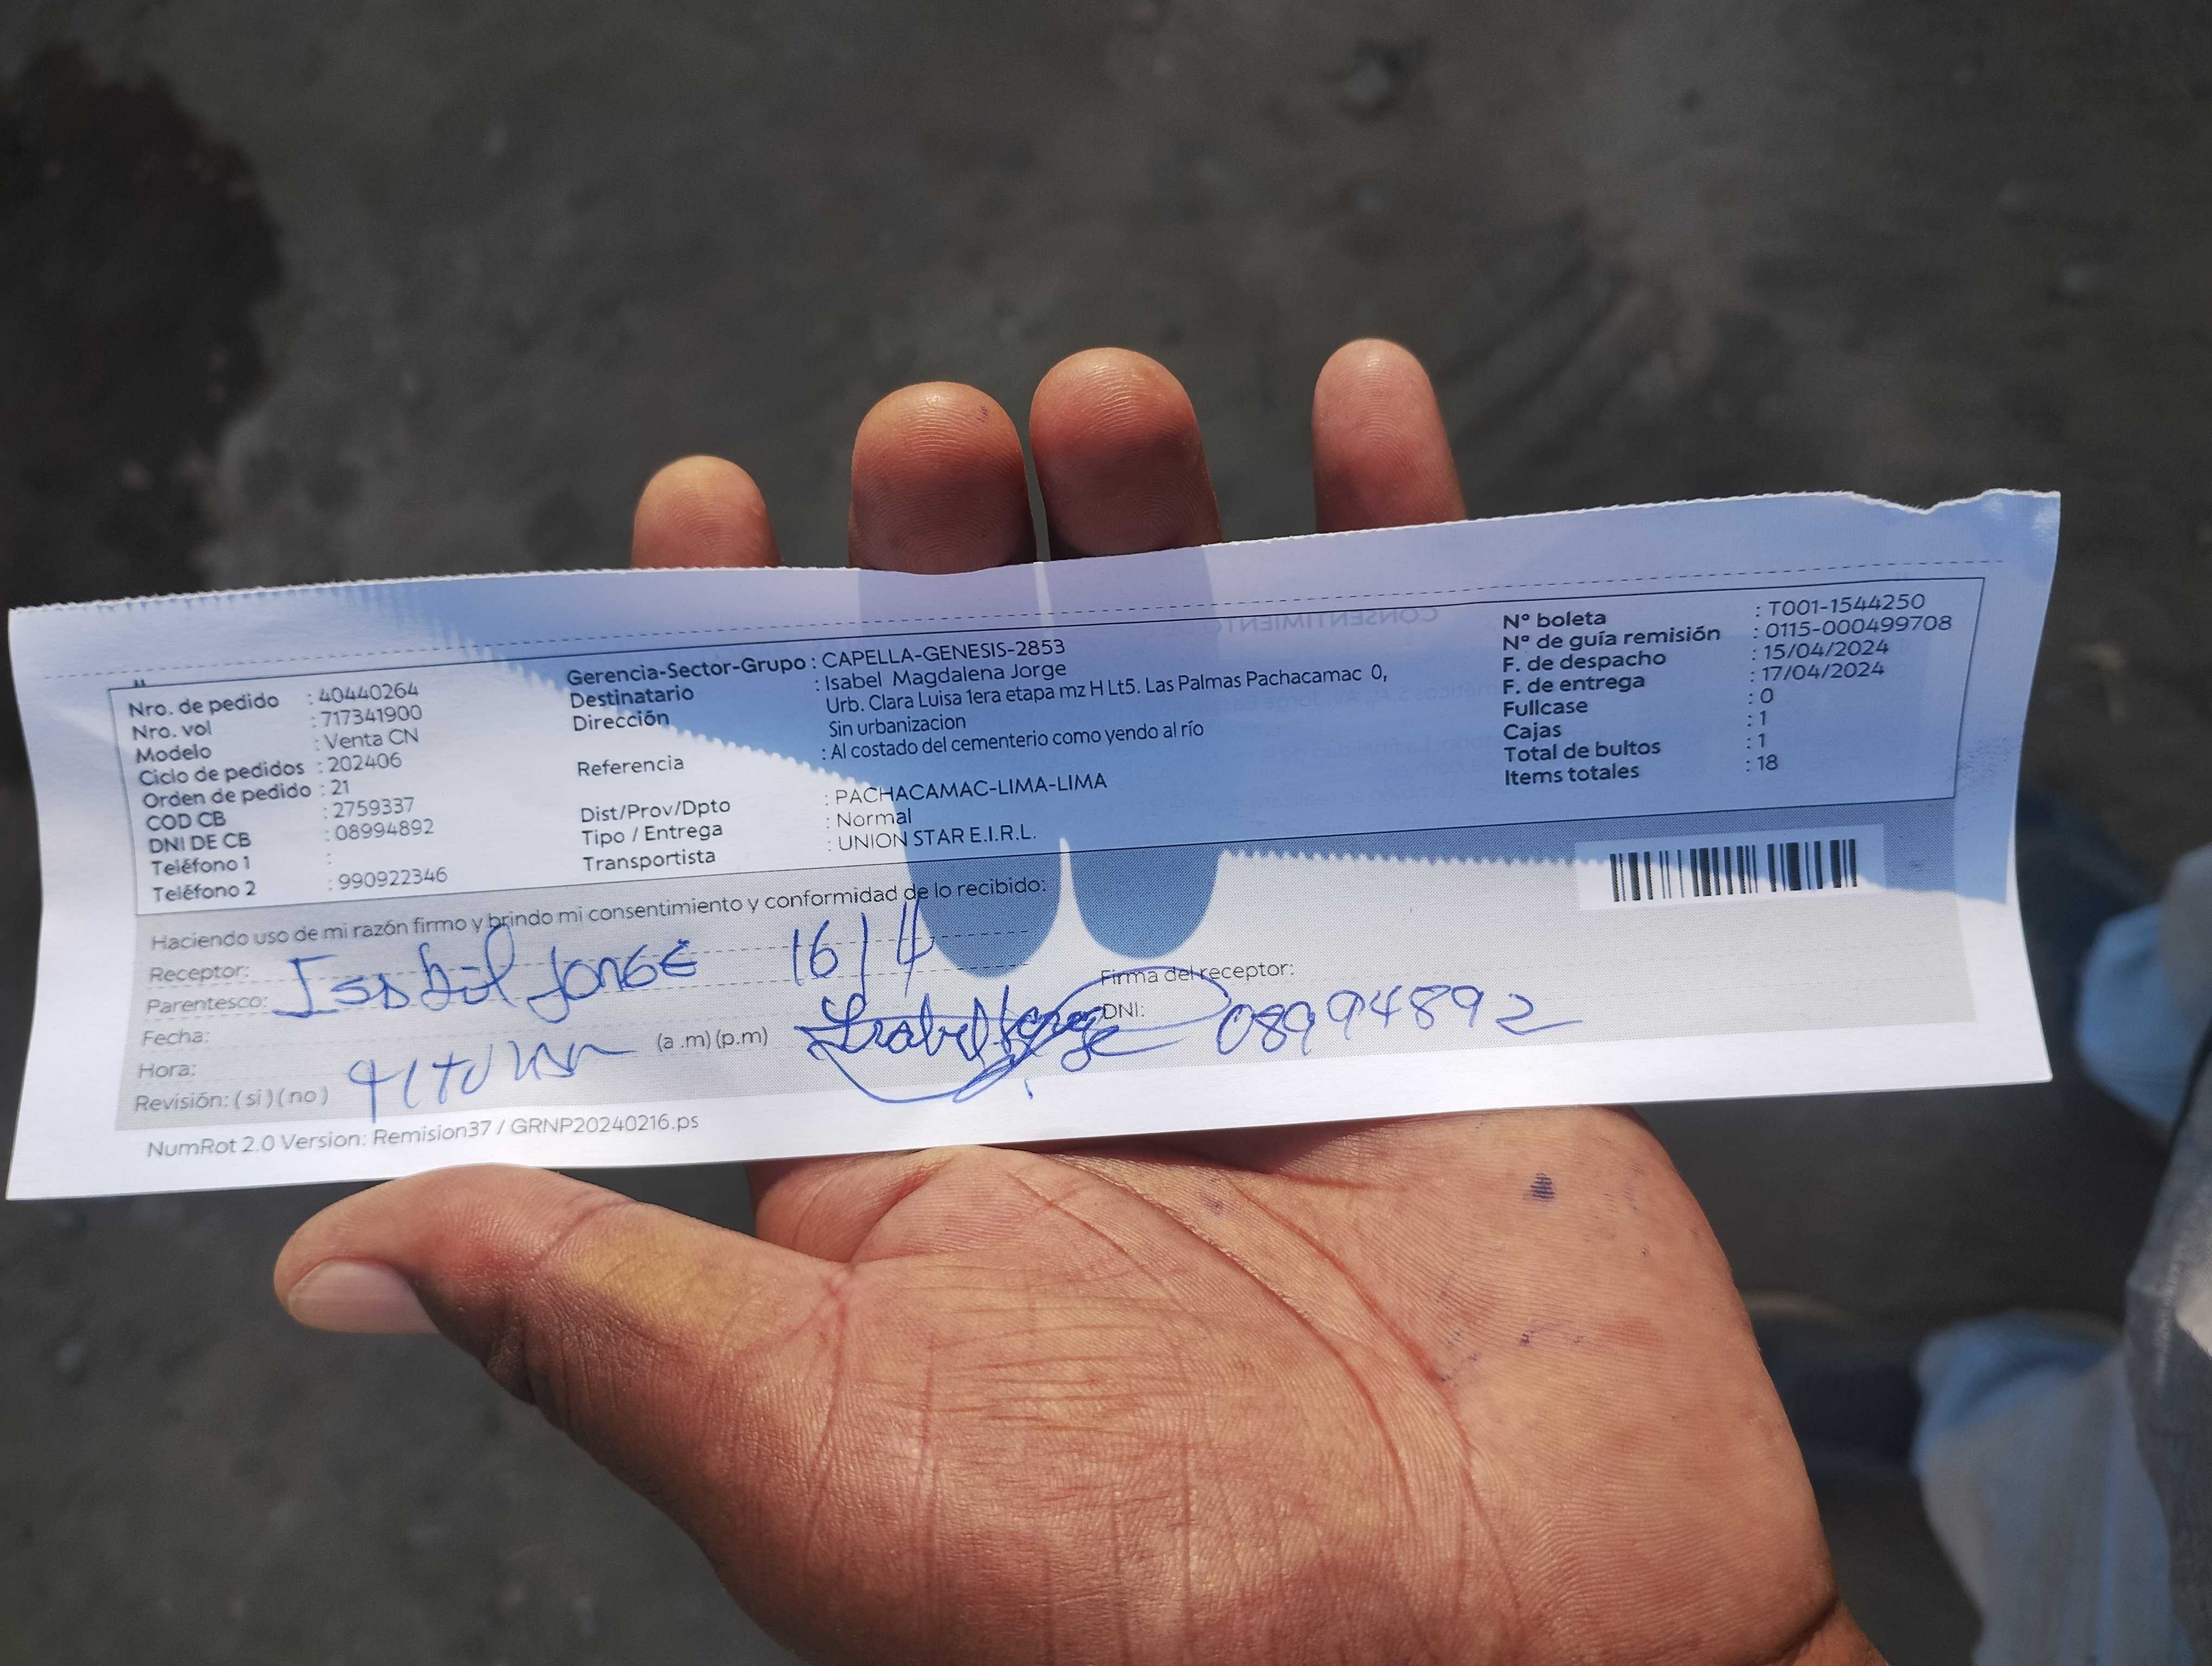 Nro. de pedido : 40440264
Nro. vol : 717341900
Modelo : Venta CN
Ciclo de pedidos : 202406
Orden de pedido : 21
COD CB : 2759337
DNI DE CB : 08994892
Teléfono 1 :
Teléfono 2 : 990922346
Gerencia-Sector-Grupo : CAPELLA-GENESIS-2853
Destinatario : Isabel Magdalena Jorge
Dirección Urb. Clara Luisa 1era etapa mz H Lt5. Las Palmas Pachacamac 0,
Sin urbanizacion
Referencia : Al costado del cementerio como yendo al río
Dist/Prov/Dpto : PACHACAMAC-LIMA-LIMA
Tipo / Entrega : Normal
Transportista : UNION STAR E.I.R.L.
Nº boleta : T001-1544250
Nº de guía remisión : 0115-000499708
F. de despacho : 15/04/2024
F. de entrega : 17/04/2024
Fullcase : 0
Cajas : 1
Total de bultos : 1
Items totales : 18
CONSENTIMIENTO
Haciendo uso de mi razón firmo y brindo mi consentimiento y conformidad de lo recibido:
Receptor: Isabel Jorge 16/4
Parentesco:
Fecha:
Hora: (a .m) (p.m)
Revisión: ( si ) ( no )
Firma del receptor:
Isabel Jorge
DNI: 08994892
NumRot 2.0 Version: Remision37 / GRNP20240216.ps